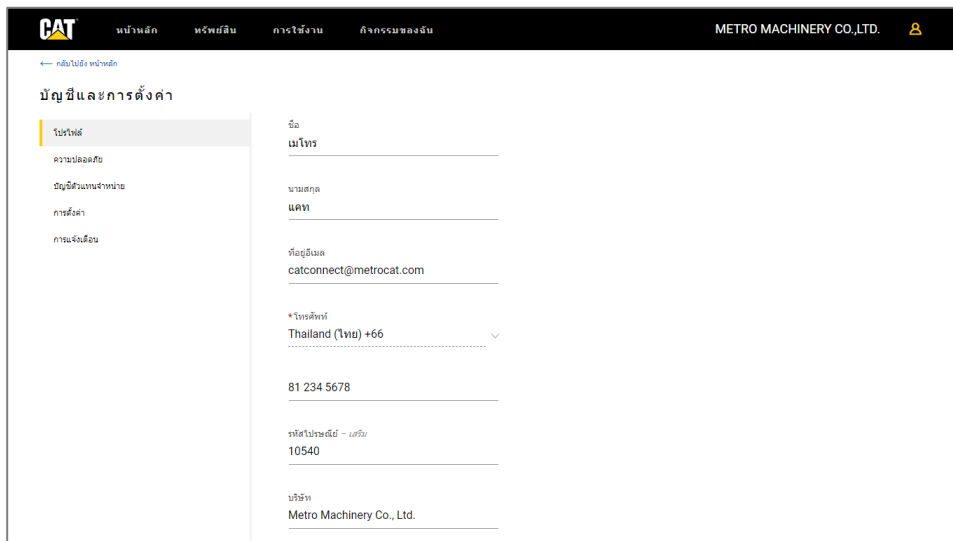 CAT หน้าหลัก ทรัพย์สิน การใช้งาน กิจกรรมของฉัน METRO MACHINERY CO.,LTD.
← กลับไปยัง หน้าหลัก
บัญชีและการตั้งค่า
โปรไฟล์
ความปลอดภัย
บัญชีตัวแทนจำหน่าย
การตั้งค่า
การแจ้งเตือน
ชื่อ
เมโทร
นามสกุล
แคท
ที่อยู่อีเมล
catconnect@metrocat.com
*โทรศัพท์
Thailand (ไทย) +66
81 234 5678
รหัสไปรษณีย์ – เสริม
10540
บริษัท
Metro Machinery Co., Ltd.